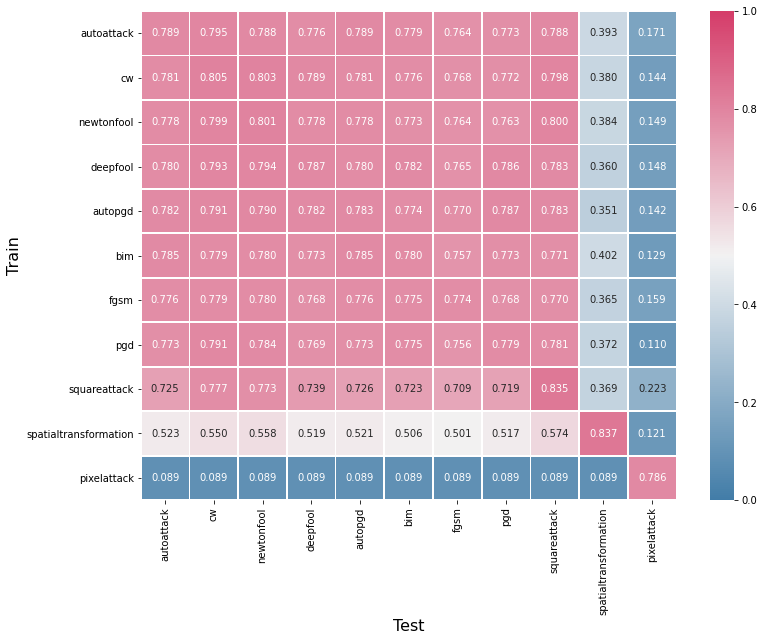 autoattack 0.789 0.795 0.788 0.776 0.789 0.779 0.764 0.773 0.788 0.393 0.171
cw 0.781 0.805 0.803 0.789 0.781 0.776 0.768 0.772 0.798 0.380 0.144
newtonfool 0.778 0.799 0.801 0.778 0.778 0.773 0.764 0.763 0.800 0.384 0.149
deepfool 0.780 0.793 0.794 0.787 0.780 0.782 0.765 0.786 0.783 0.360 0.148
autopgd 0.782 0.791 0.790 0.782 0.783 0.774 0.770 0.787 0.783 0.351 0.142
bim 0.785 0.779 0.780 0.773 0.785 0.780 0.757 0.773 0.771 0.402 0.129
fgsm 0.776 0.779 0.780 0.768 0.776 0.775 0.774 0.768 0.770 0.365 0.159
pgd 0.773 0.791 0.784 0.769 0.773 0.775 0.756 0.779 0.781 0.372 0.110
squareattack 0.725 0.777 0.773 0.739 0.726 0.723 0.709 0.719 0.835 0.369 0.223
spatialtransformation 0.523 0.550 0.558 0.519 0.521 0.506 0.501 0.517 0.574 0.837 0.121
pixelattack 0.089 0.089 0.089 0.089 0.089 0.089 0.089 0.089 0.089 0.089 0.786
autoattack cw newtonfool deepfool autopgd bim fgsm pgd squareattack spatialtransformation pixelattack
Train
Test
1.0
0.8
0.6
0.4
0.2
0.0